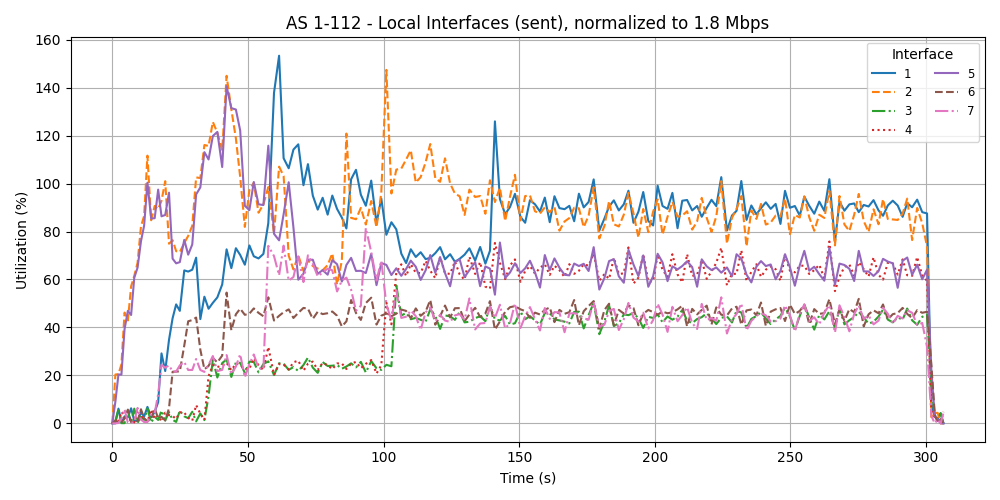 AS 1-112 - Local Interfaces (sent), normalized to 1.8 Mbps
Utilization (%)
160
140
120
100
80
60
40
20
0
0 50 100 150 200 250 300
Time (s)
Interface
1 5
2 6
3 7
4